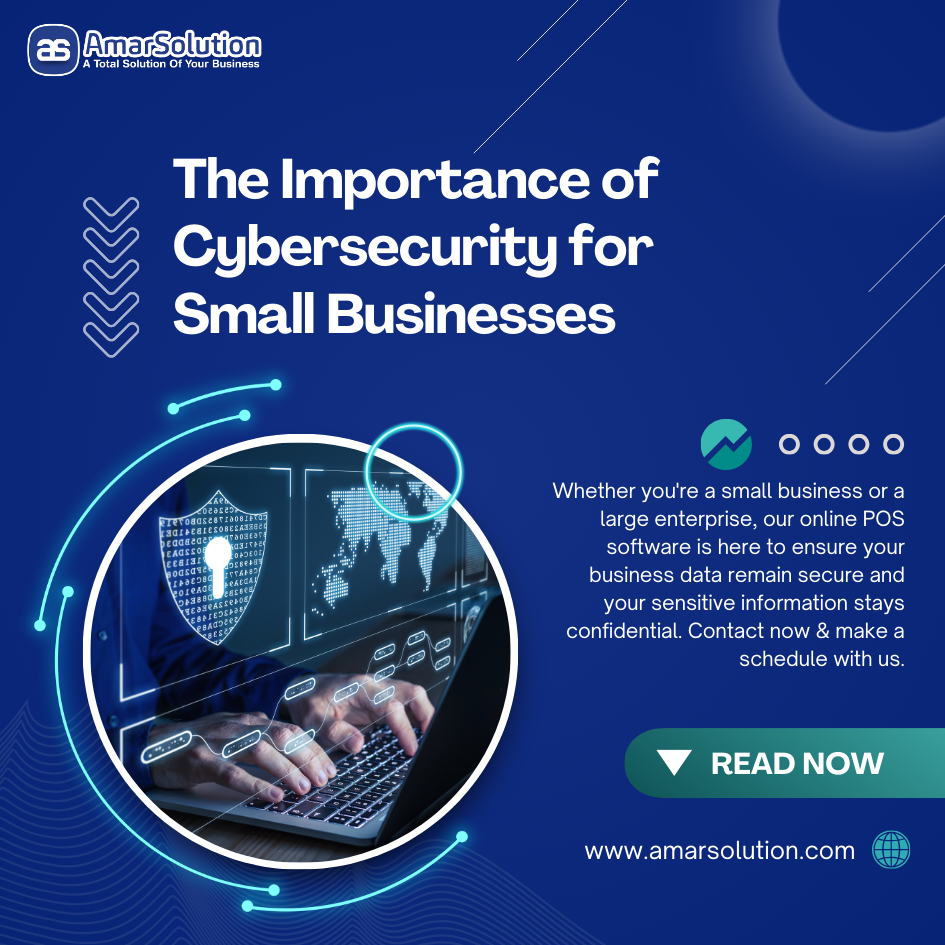 as AmarSolution
A Total Solution Of Your Business
The Importance of
Cybersecurity for
Small Businesses
Whether you're a small business or a
large enterprise, our online POS
software is here to ensure your
business data remain secure and
your sensitive information stays
confidential. Contact now & make a
schedule with us.
READ NOW
www.amarsolution.com